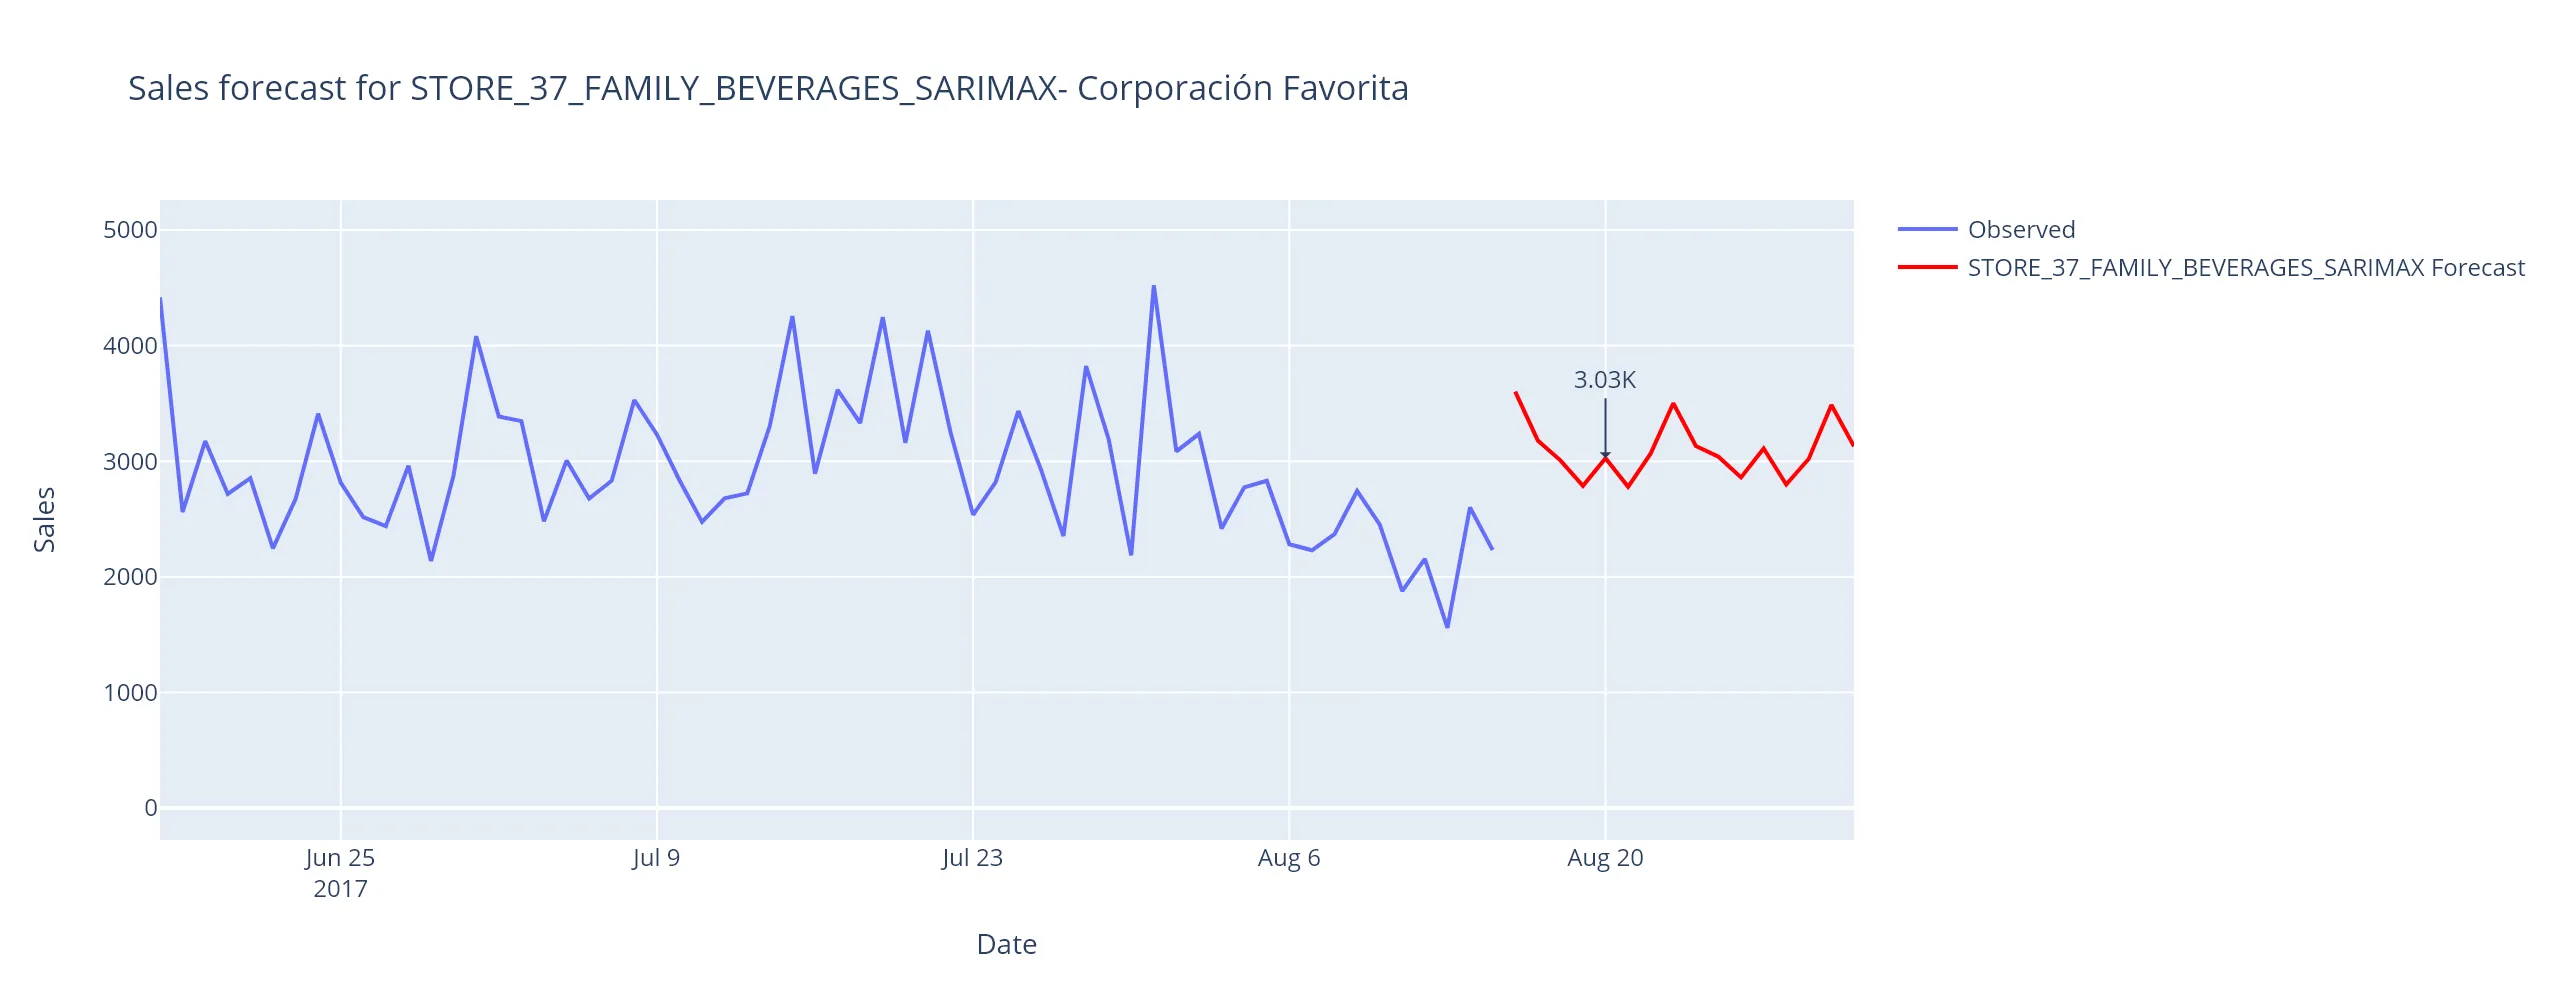 Sales forecast for STORE_37_FAMILY_BEVERAGES_SARIMAX- Corporación Favorita
Observed
STORE_37_FAMILY_BEVERAGES_SARIMAX Forecast
5000
4000
3000
2000
1000
0
Sales
3.03K
Jun 25
2017
Jul 9
Jul 23
Aug 6
Aug 20
Date